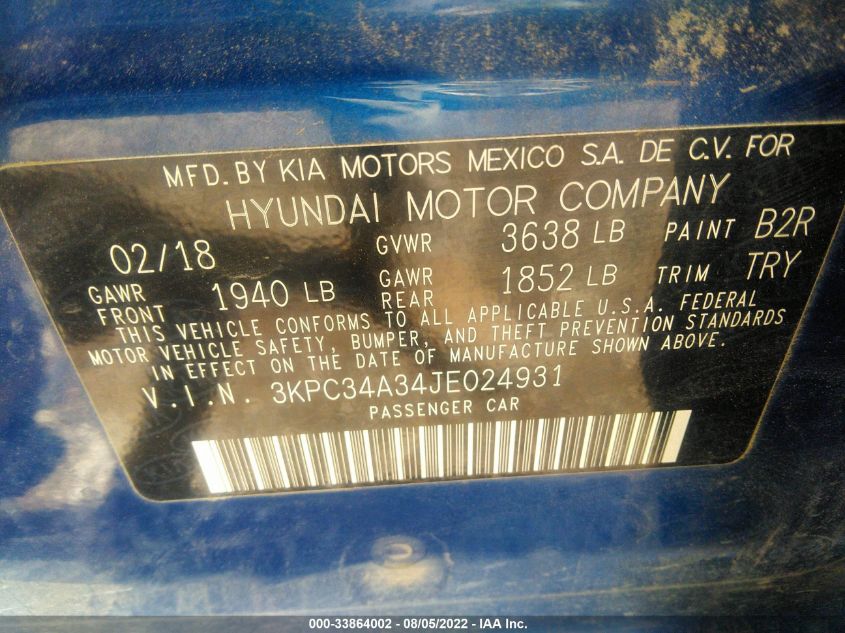 MFD. BY KIA MOTORS MEXICO S.A. DE C.V. FOR
HYUNDAI MOTOR COMPANY
02/18 GVWR 3638 LB PAINT B2R
GAWR FRONT 1940 LB GAWR REAR 1852 LB TRIM TRY
THIS VEHICLE CONFORMS TO ALL APPLICABLE U.S.A. FEDERAL
MOTOR VEHICLE SAFETY, BUMPER, AND THEFT PREVENTION STANDARDS
IN EFFECT ON THE DATE OF MANUFACTURE SHOWN ABOVE.
V.I.N. 3KPC34A34JE024931
PASSENGER CAR
000-33864002 - 08/05/2022 - IAA Inc.